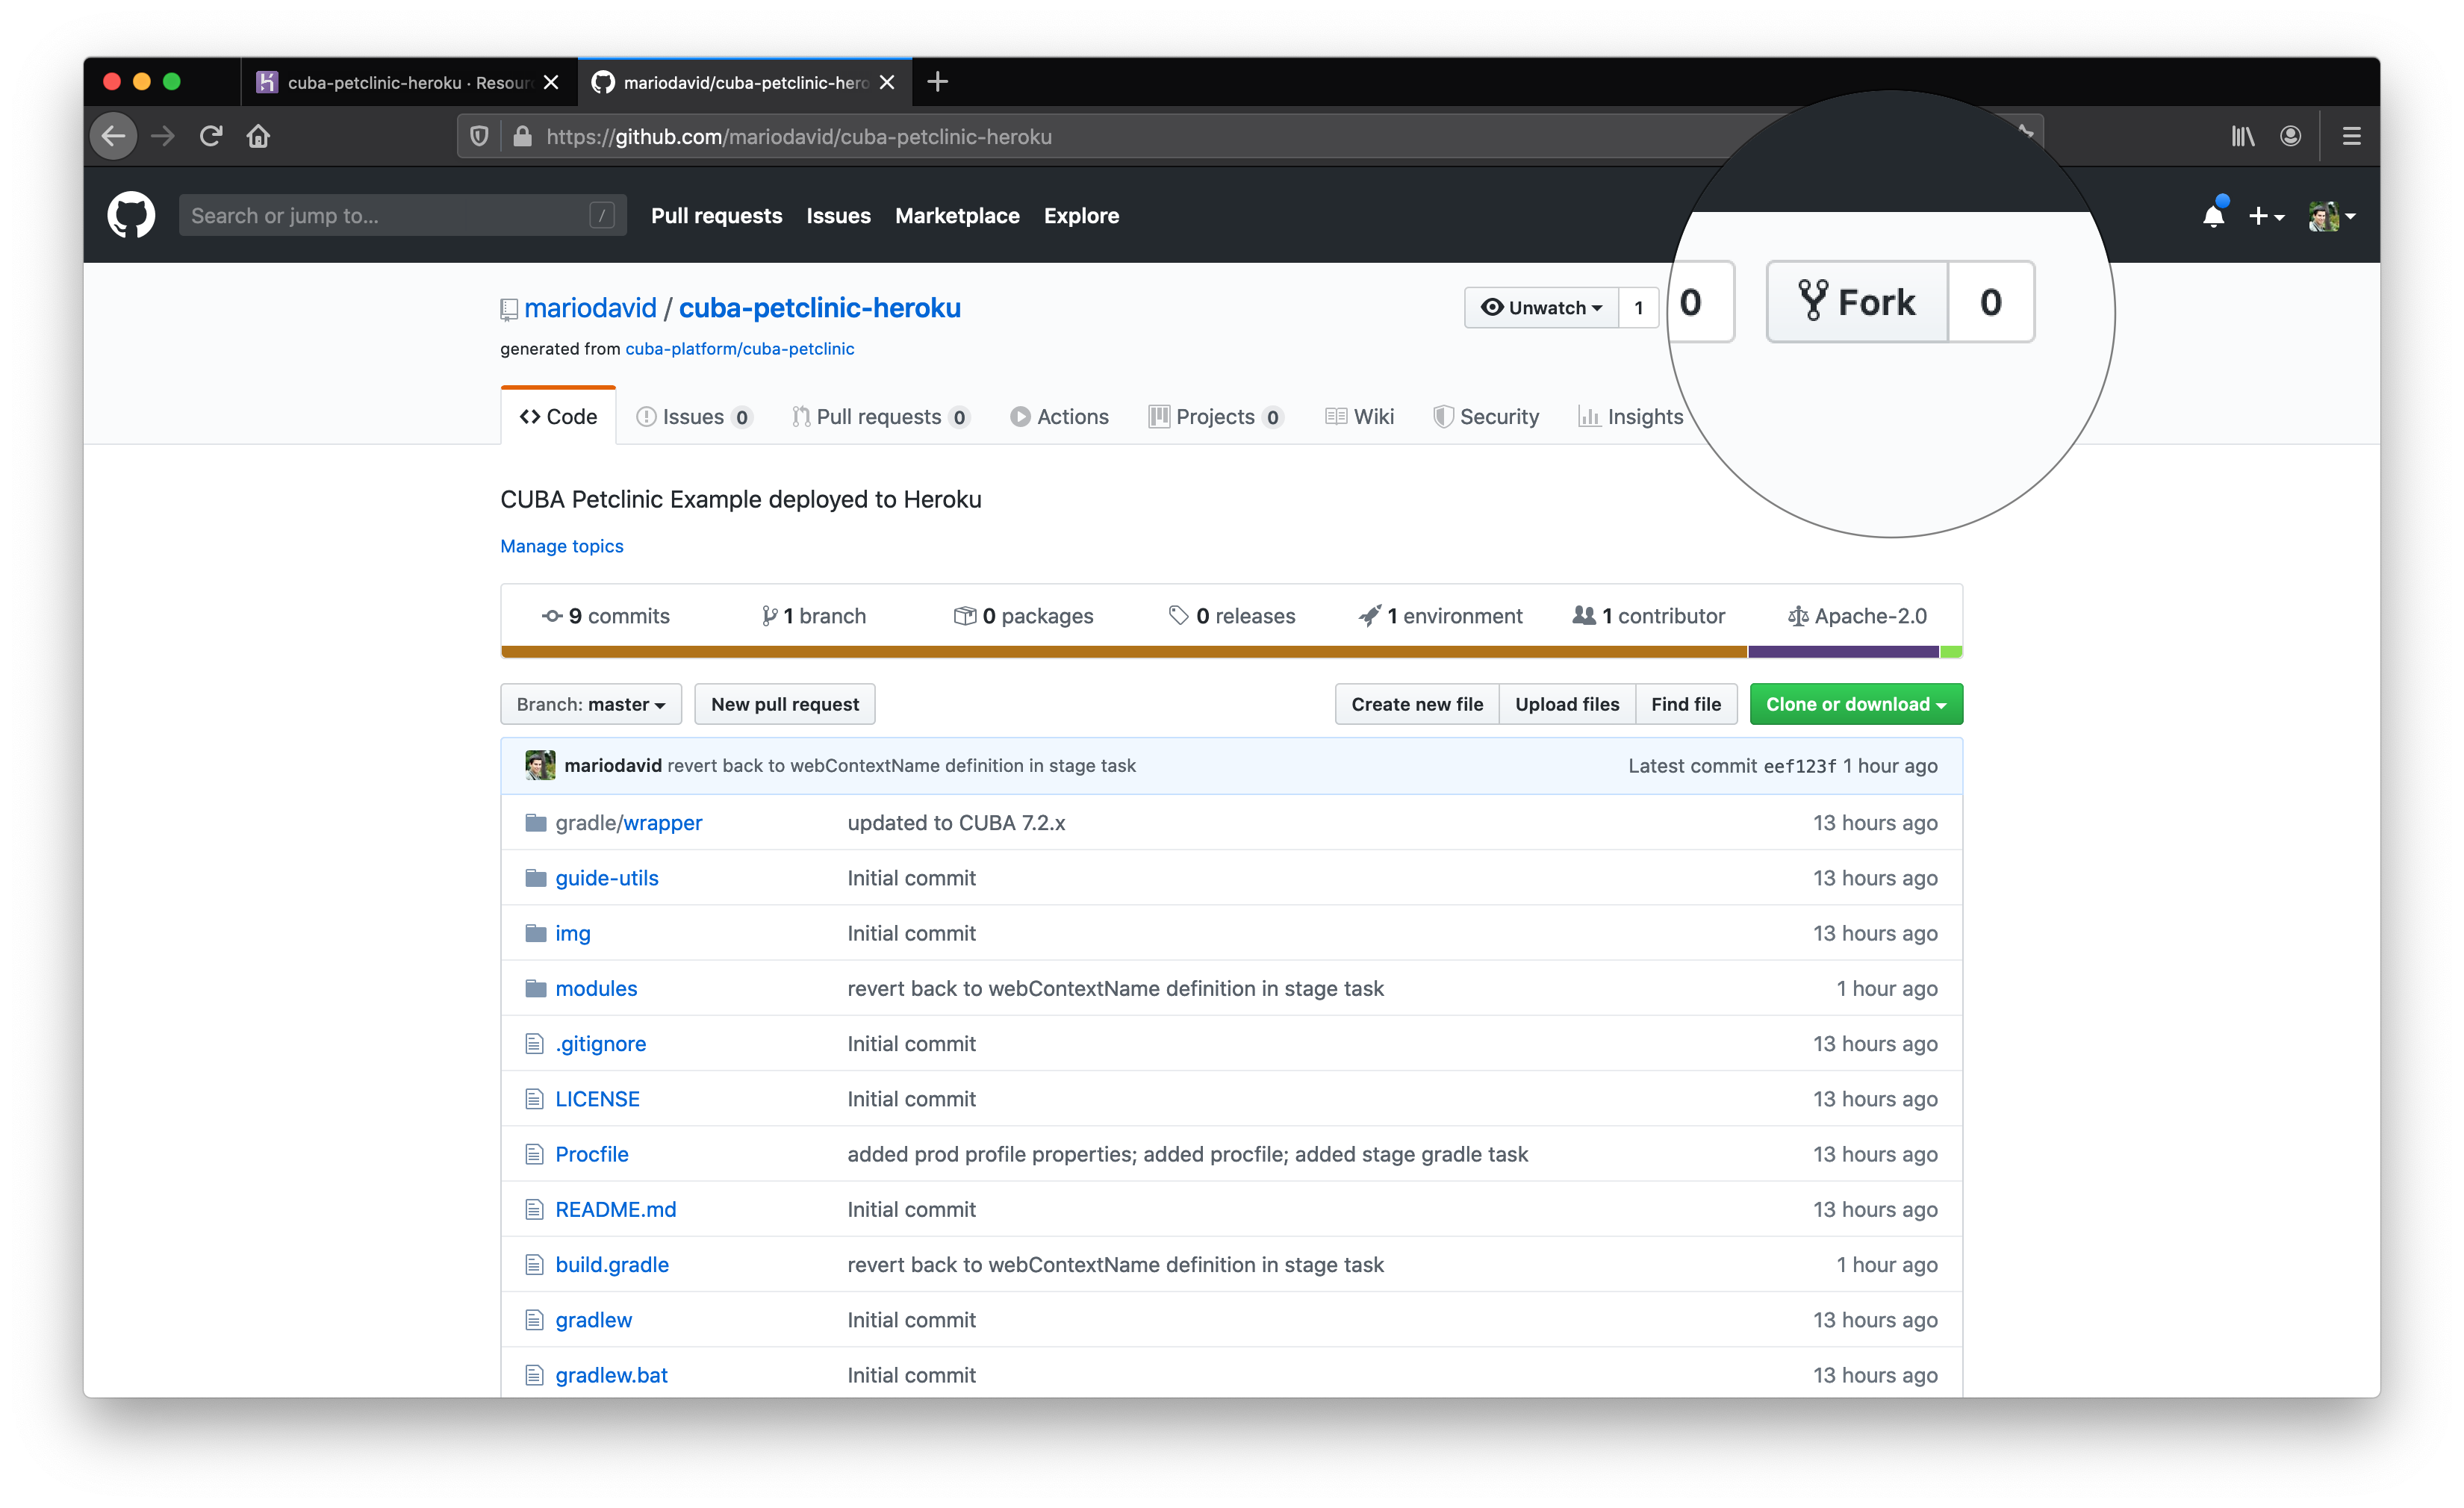 cuba-petclinic-heroku · Resour
mariodavid/cuba-petclinic-hero
https://github.com/mariodavid/cuba-petclinic-heroku
Search or jump to... / Pull requests Issues Marketplace Explore
mariodavid / cuba-petclinic-heroku Unwatch 1 0 Fork 0
generated from cuba-platform/cuba-petclinic
Code Issues 0 Pull requests 0 Actions Projects 0 Wiki Security Insights
CUBA Petclinic Example deployed to Heroku
Manage topics
9 commits 1 branch 0 packages 0 releases 1 environment 1 contributor Apache-2.0
Branch: master New pull request Create new file Upload files Find file Clone or download
mariodavid revert back to webContextName definition in stage task Latest commit eef123f 1 hour ago
gradle/wrapper updated to CUBA 7.2.x 13 hours ago
guide-utils Initial commit 13 hours ago
img Initial commit 13 hours ago
modules revert back to webContextName definition in stage task 1 hour ago
.gitignore Initial commit 13 hours ago
LICENSE Initial commit 13 hours ago
Procfile added prod profile properties; added procfile; added stage gradle task 13 hours ago
README.md Initial commit 13 hours ago
build.gradle revert back to webContextName definition in stage task 1 hour ago
gradlew Initial commit 13 hours ago
gradlew.bat Initial commit 13 hours ago